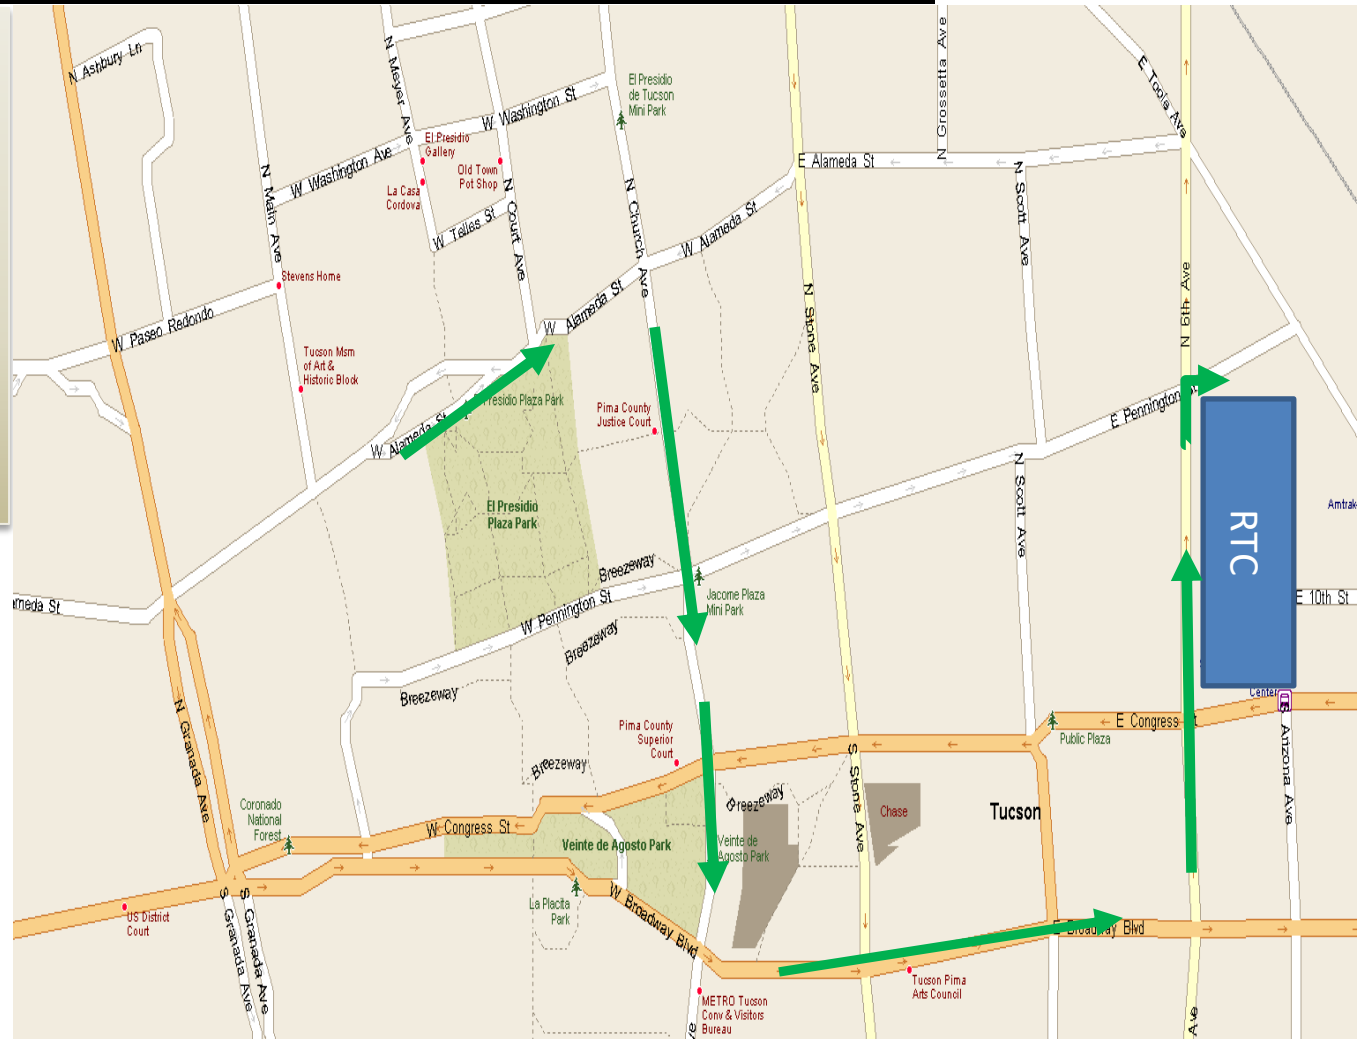 N Ashbury Ln
N Meyer Ave
W Washington St
El Presidio
de Tucson
Mini Park
N Grossetta Ave
E Toole Ave
El Presidio
Gallery
W Washington Ave
Old Town
Pot Shop
La Casa
Cordova
N Main Ave
N Court Ave
N Church Ave
E Alameda St
N Scott Ave
W Telles St
W Alameda St
Stevens Home
W Alameda St
N Stone Ave
N 6th Ave
W Paseo Redondo
Tucson Msm
of Art &
Historic Block
El Presidio Plaza Park
Pima County
Justice Court
E Pennington St
W Alameda St
El Presidio
Plaza Park
N Scott Ave
RTC
Amtrak
Breezeway
Jacome Plaza
Mini Park
W Pennington St
E 10th St
Alameda St
Breezeway
Breezeway
Center
N Granada Ave
Pima County
Superior
Court
E Congress St
Public Plaza
S Arizona Ave
Breezeway
S Stone Ave
Breezeway
Coronado
National
Forest
W Congress St
Veinte de Agosto Park
Veinte de
Agosto Park
Chase
Tucson
US District
Court
La Placita
Park
W Broadway Blvd
E Broadway Blvd
S Granada Ave
S Granada Ave
Tucson Pima
Arts Council
METRO Tucson
Conv & Visitors
Bureau
Ave
Ave